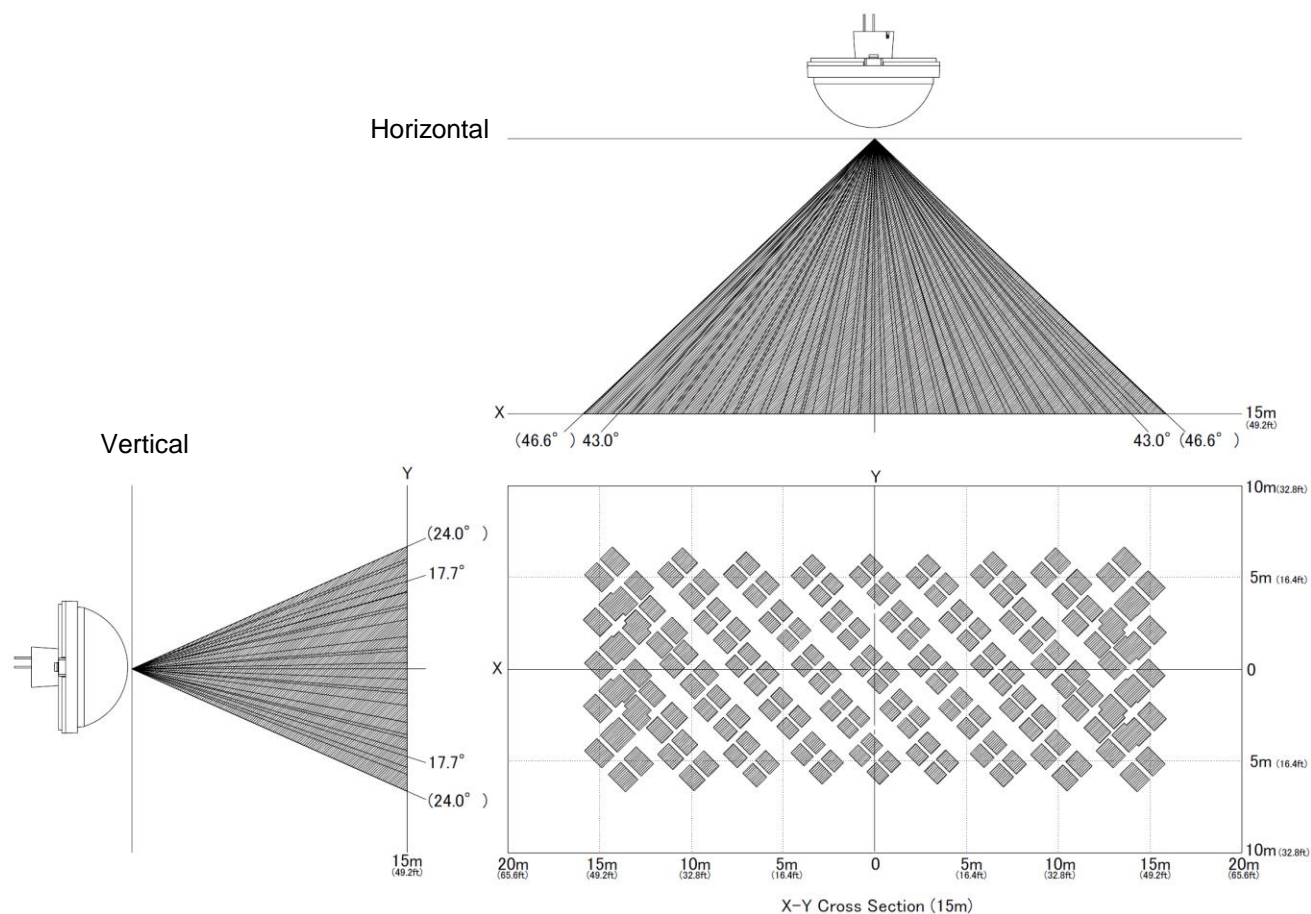 Horizontal
X
15m
(49.2ft)
(46.6° ) 43.0°
43.0° (46.6° )
Vertical
Y
(24.0° )
17.7°
17.7°
(24.0° )
15m
(49.2ft)
Y
10m(32.8ft)
5m (16.4ft)
X
0
5m (16.4ft)
10m(32.8ft)
20m 15m 10m 5m 0 5m 10m 15m 20m
(65.6ft) (49.2ft) (32.8ft) (16.4ft) (16.4ft) (32.8ft) (49.2ft) (65.6ft)
X-Y Cross Section (15m)